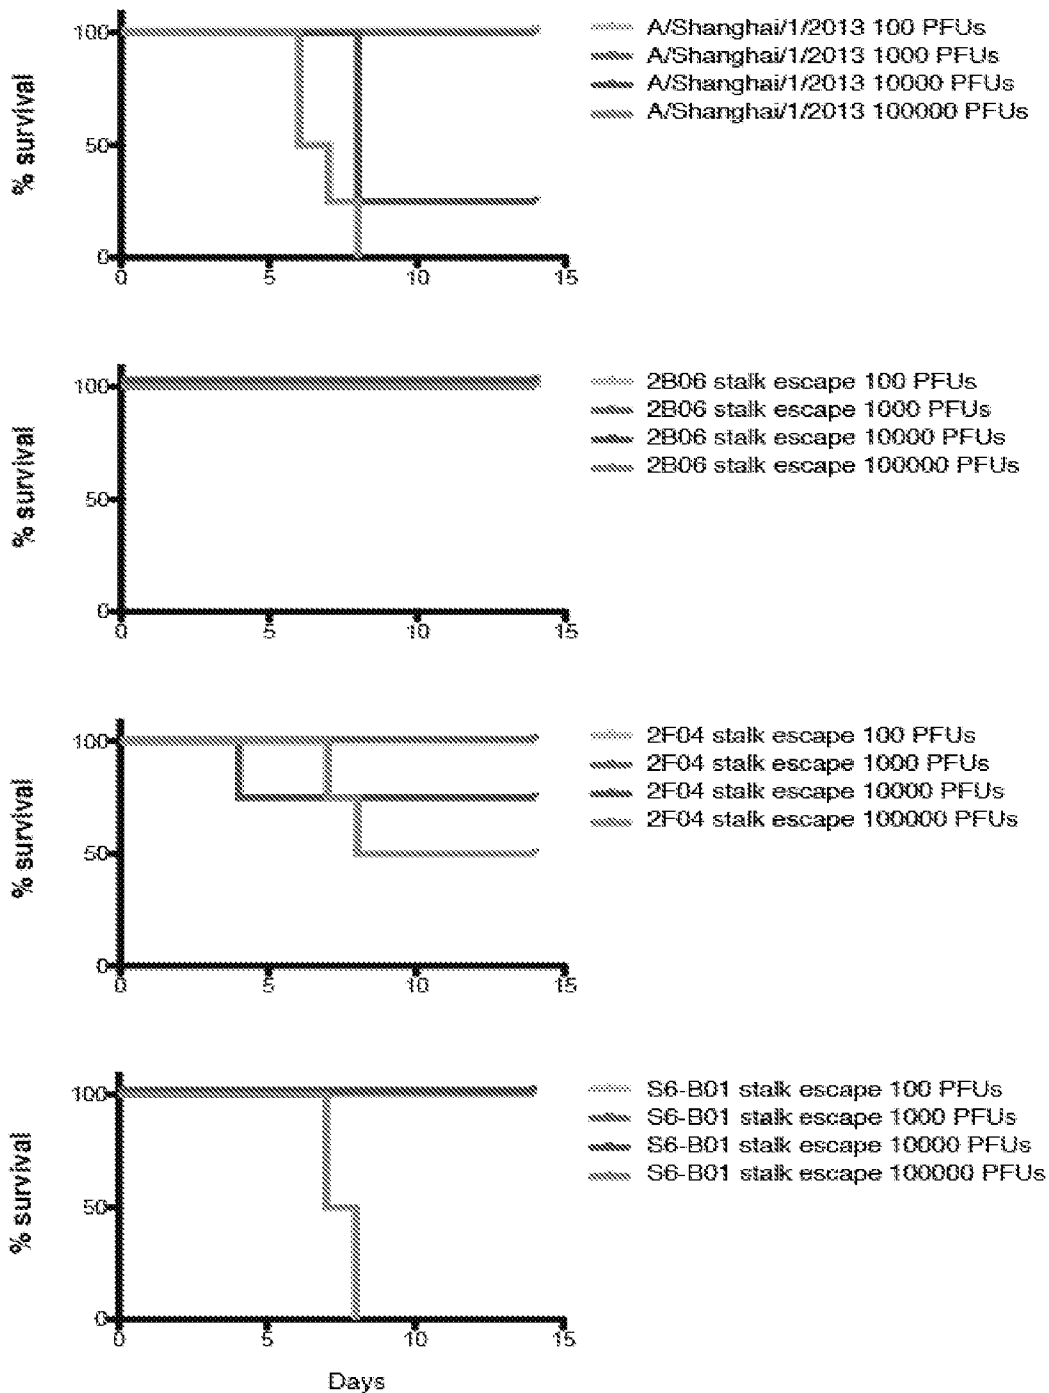 % survival
100
50
0
0 5 10 15
A/Shanghai/1/2013 100 PFUs
A/Shanghai/1/2013 1000 PFUs
A/Shanghai/1/2013 10000 PFUs
A/Shanghai/1/2013 100000 PFUs
% survival
100
50
0
0 5 10 15
2B06 stalk escape 100 PFUs
2B06 stalk escape 1000 PFUs
2B06 stalk escape 10000 PFUs
2B06 stalk escape 100000 PFUs
% survival
100
50
0
0 5 10 15
2F04 stalk escape 100 PFUs
2F04 stalk escape 1000 PFUs
2F04 stalk escape 10000 PFUs
2F04 stalk escape 100000 PFUs
% survival
100
50
0
0 5 10 15
Days
S6-B01 stalk escape 100 PFUs
S6-B01 stalk escape 1000 PFUs
S6-B01 stalk escape 10000 PFUs
S6-B01 stalk escape 100000 PFUs